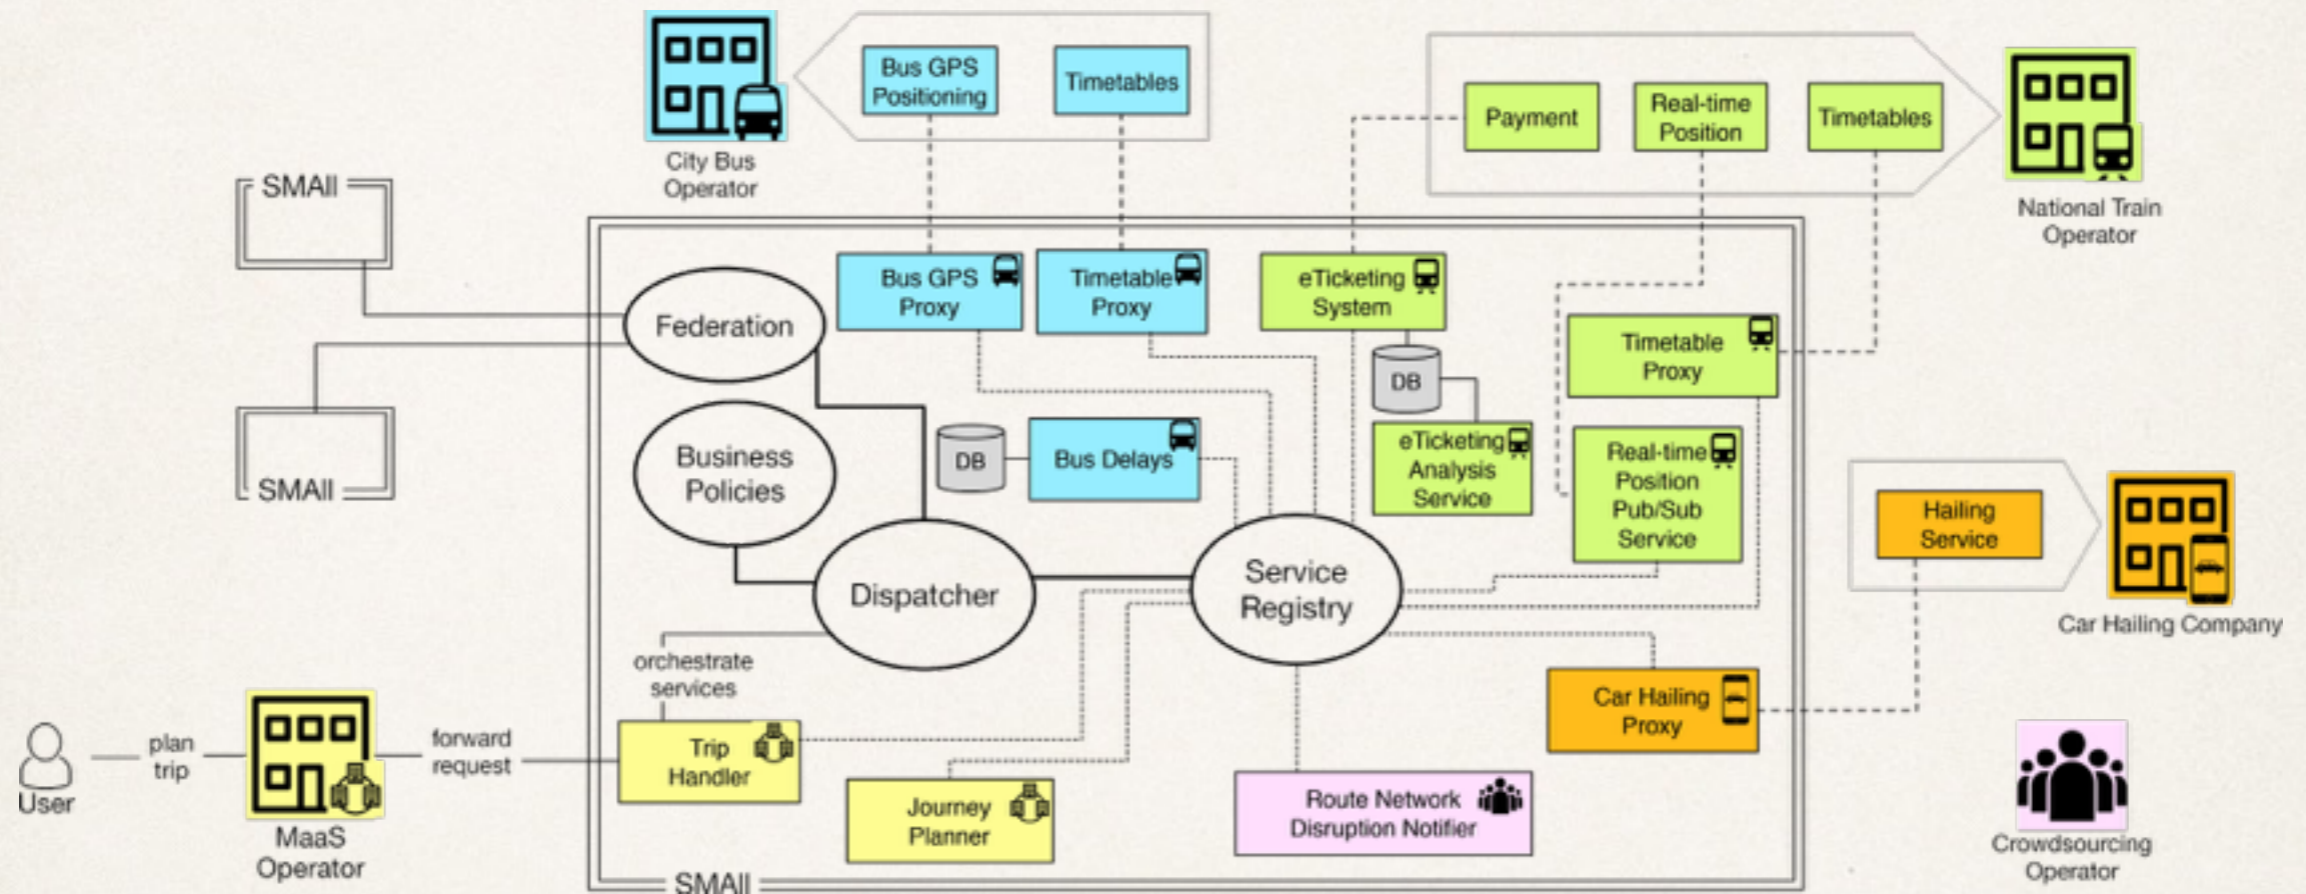 Bus GPS
Positioning
Timetables
City Bus
Operator
Payment
Real-time
Position
Timetables
National Train
Operator
SMAll
SMAll
Federation
Business
Policies
Dispatcher
Service
Registry
Bus GPS
Proxy
Timetable
Proxy
eTicketing
System
DB
Timetable
Proxy
DB
Bus Delays
eTicketing
Analysis
Service
Real-time
Position
Pub/Sub
Service
Hailing
Service
Car Hailing Company
orchestrate
services
User
plan
trip
MaaS
Operator
forward
request
Trip
Handler
Journey
Planner
Route Network
Disruption Notifier
Car Hailing
Proxy
Crowdsourcing
Operator
SMAll